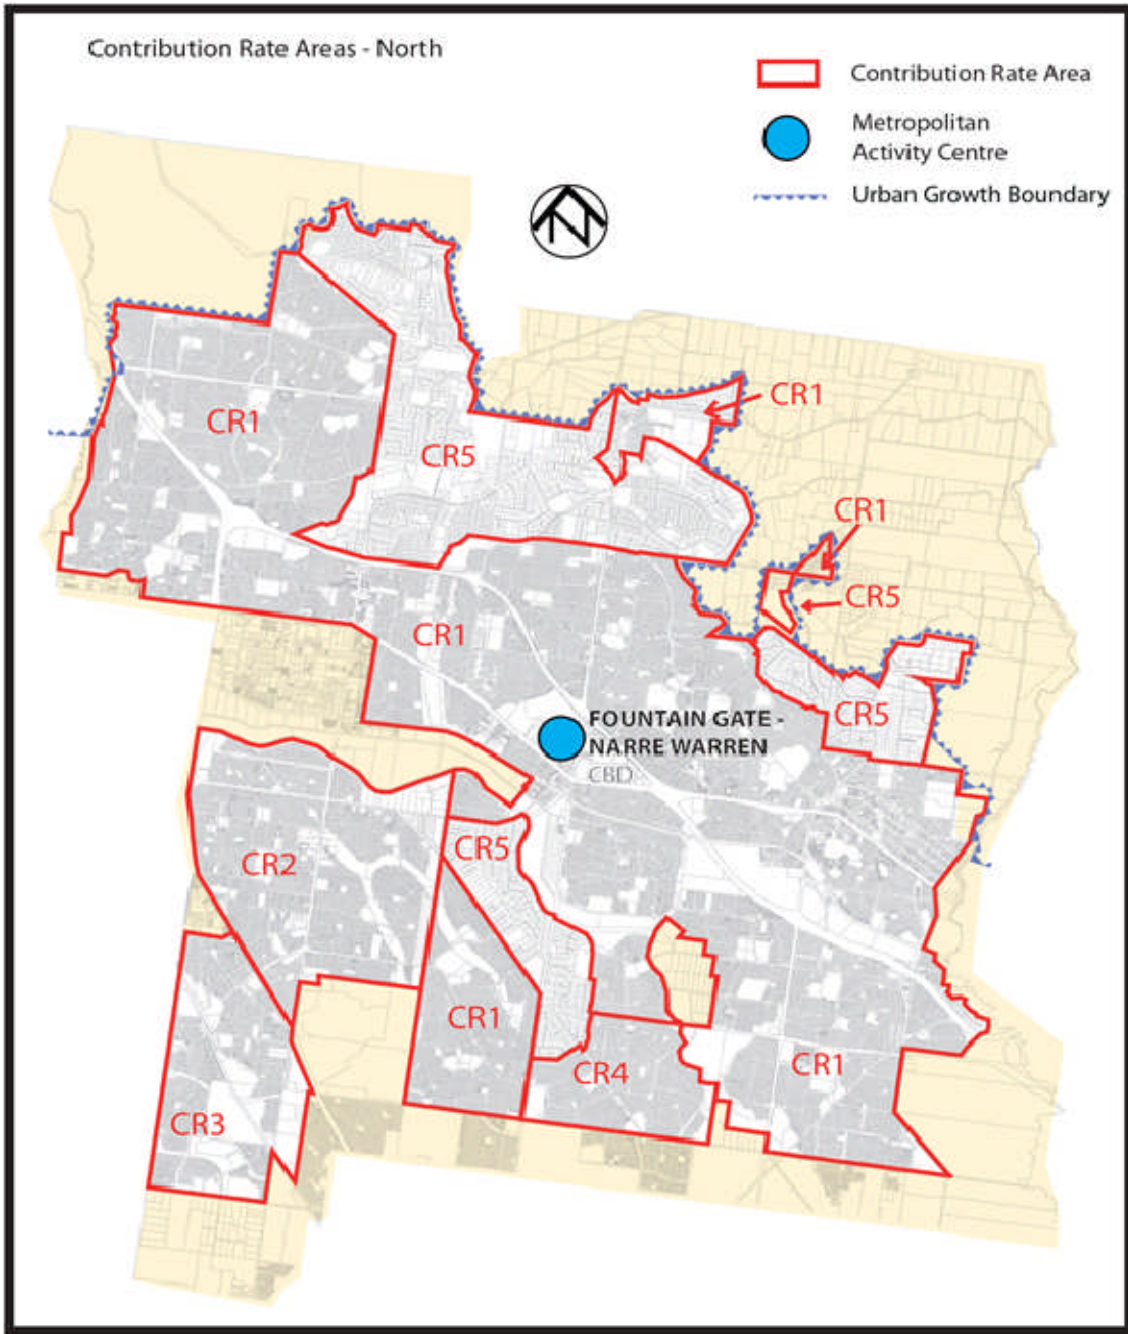 Contribution Rate Areas - North
Contribution Rate Area
Metropolitan
Activity Centre
Urban Growth Boundary
N
CR1
CR1
CR5
CR1
CR5
CR1
CR5
FOUNTAIN GATE -
NARRE WARREN
CBD
CR5
CR2
CR1
CR4
CR1
CR3